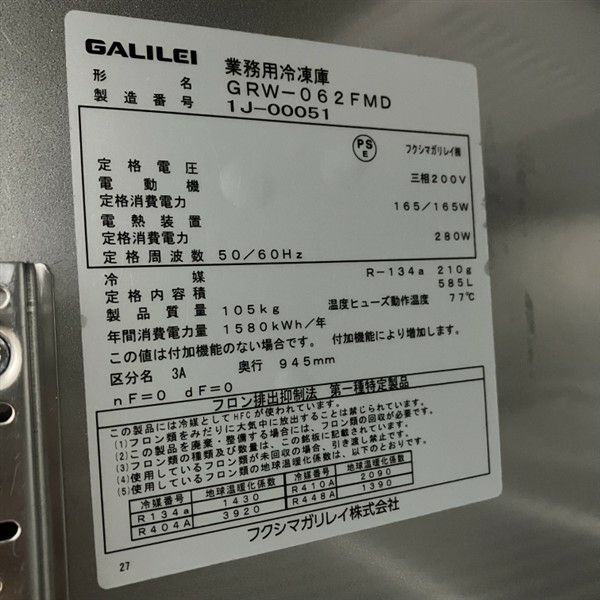 GALILEI 業務用冷凍庫
形名 GRW-062FMD
製造番号 1J-00051
PS E フクシマガリレイ㈱
定格電圧 三相200V
電動機
定格消費電力 165/165W
電熱装置
定格消費電力 280W
定格周波数 50/60Hz
冷媒 R-134a 210g
定格内容積 585L
製品質量 105kg 温度ヒューズ動作温度 77℃
年間消費電力量 1580kWh/年
この値は付加機能のない場合です。 付加機能により増加します。
区分名 3A 奥行 945mm
nF=0 dF=0
フロン排出抑制法 第一種特定製品
この製品には冷媒としてHFCが使われています。
(1)フロン類をみだりに大気中に放出することは禁じられています。
(2)この製品を廃棄・整備する場合には、フロン類の回収が必要です。
(3)フロン類の種類及び数量は、この銘板に記載されています。
(4)使用しているフロン類が未回収の場合、引き渡し禁止です。
(5)使用しているフロン類の地球温暖化係数は、以下のとおりです。
冷媒番号 地球温暖化係数 冷媒番号 地球温暖化係数
R134a 1430 R410A 2090
R404A 3920 R448A 1390
フクシマガリレイ株式会社
27